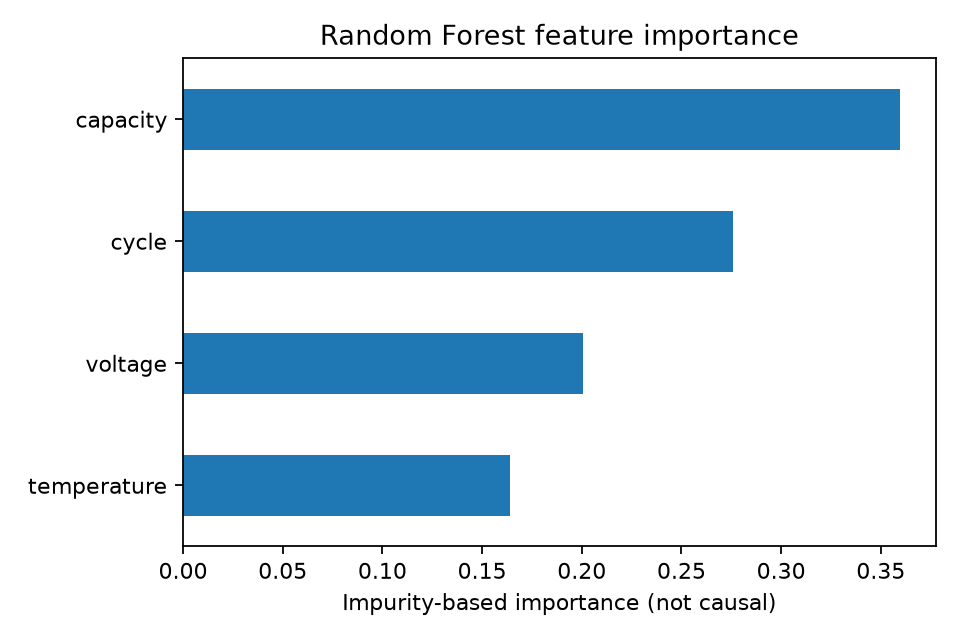 Random Forest feature importance
capacity
cycle
voltage
temperature
0.00 0.05 0.10 0.15 0.20 0.25 0.30 0.35
Impurity-based importance (not causal)